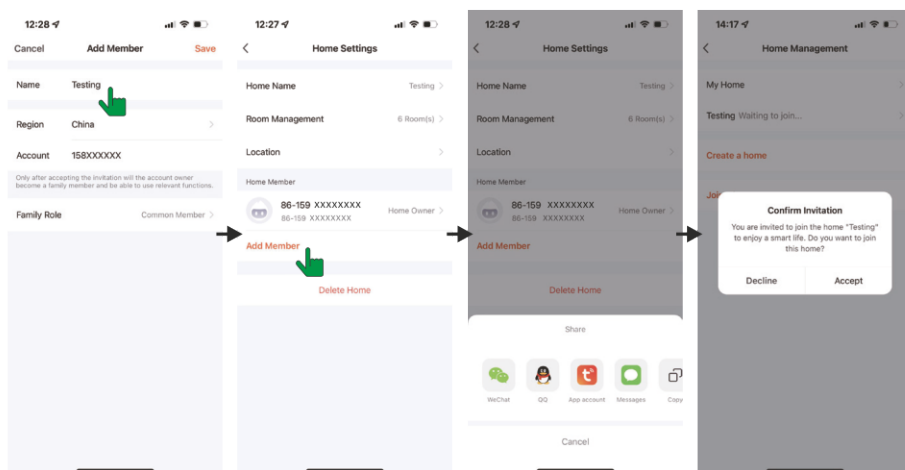 12:28
Cancel Add Member Save
Name Testing
Region China
Account 158XXXXXX
Only after accepting the invitation will the account owner
become a family member and be able to use relevant functions.
Family Role Common Member
12:27
Home Settings
Home Name Testing
Room Management 6 Room(s)
Location
Home Member
86-159 XXXXXXXX
86-159 XXXXXXXX
Home Owner
Add Member
Delete Home
12:28
Home Settings
Home Name Testing
Room Management 6 Room(s)
Location
Home Member
86-159 XXXXXXXX
86-159 XXXXXXXX
Home Owner
Add Member
Delete Home
Share
WeChat QQ App account Messages Copy
Cancel
14:17
Home Management
My Home
Testing Waiting to join...
Create a home
Joi
Confirm Invitation
You are invited to join the home "Testing"
to enjoy a smart life. Do you want to join
this home?
Decline Accept